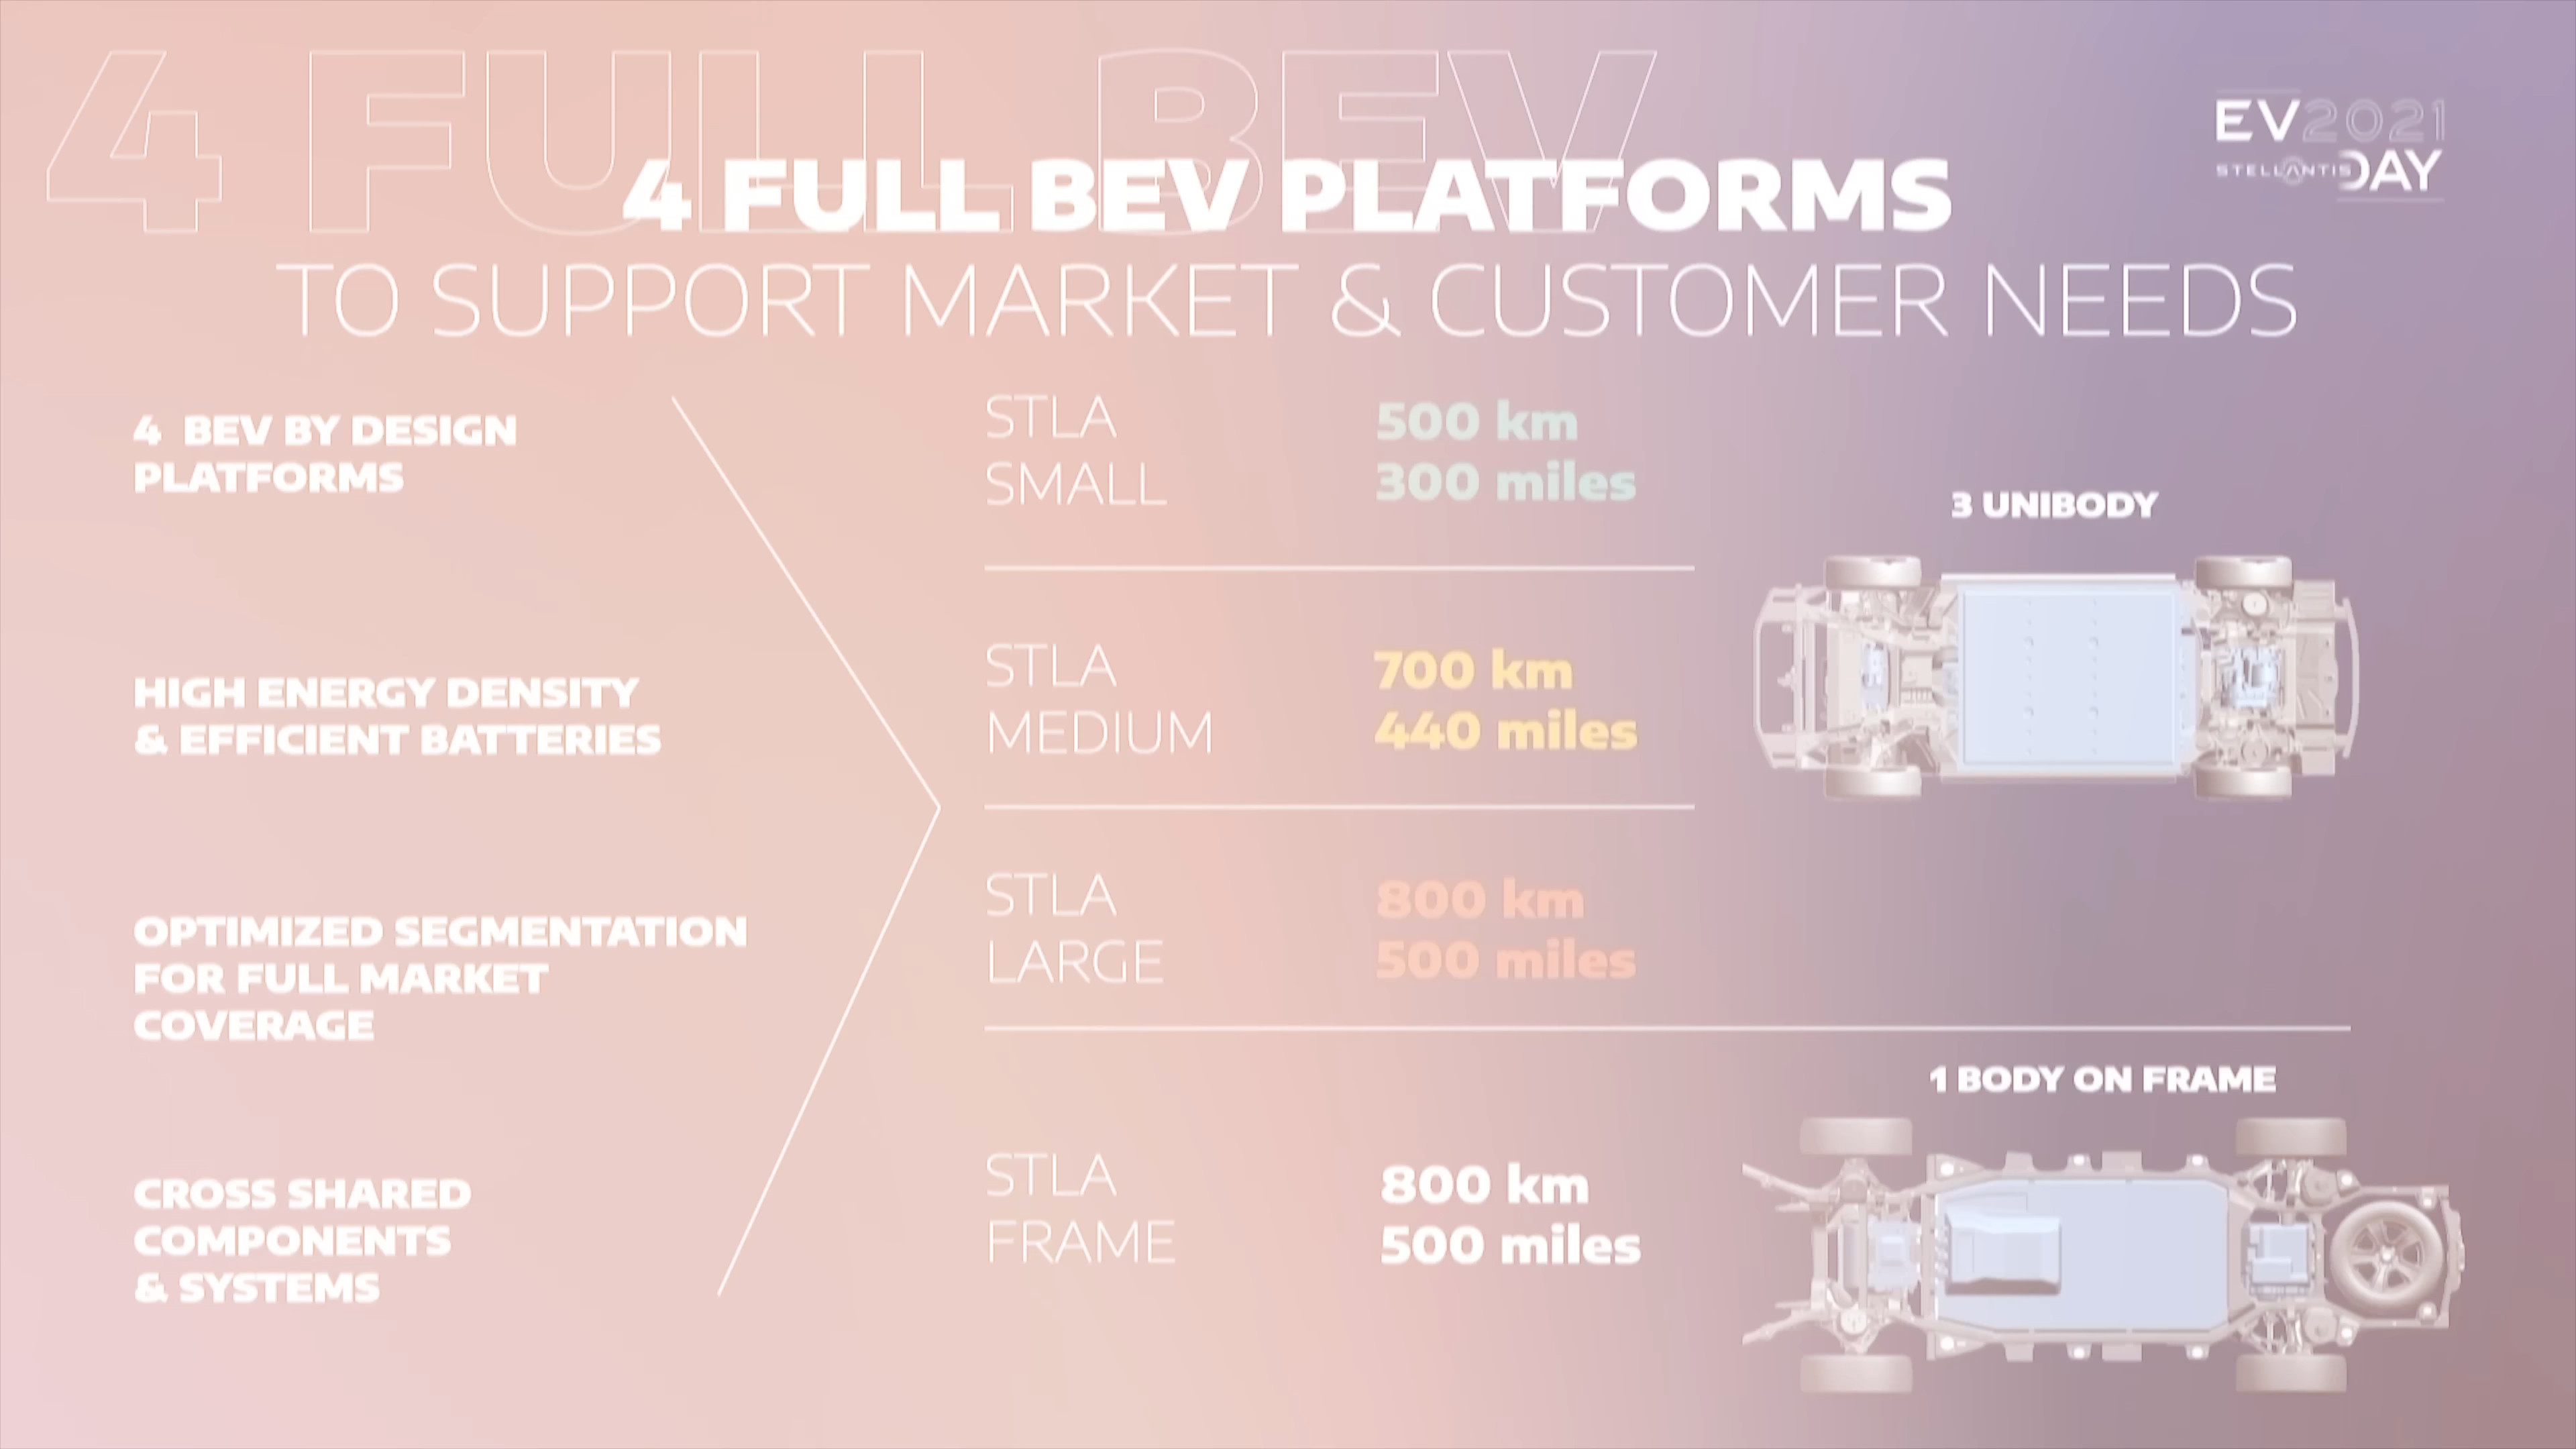 4 FULL BEV
4 FULL BEV PLATFORMS
TO SUPPORT MARKET & CUSTOMER NEEDS
EV2021
STELLANTIS DAY
4 BEV BY DESIGN
PLATFORMS
HIGH ENERGY DENSITY
& EFFICIENT BATTERIES
OPTIMIZED SEGMENTATION
FOR FULL MARKET
COVERAGE
CROSS SHARED
COMPONENTS
& SYSTEMS
STLA
SMALL
500 km
300 miles
STLA
MEDIUM
700 km
440 miles
STLA
LARGE
800 km
500 miles
3 UNIBODY
STLA
FRAME
800 km
500 miles
1 BODY ON FRAME